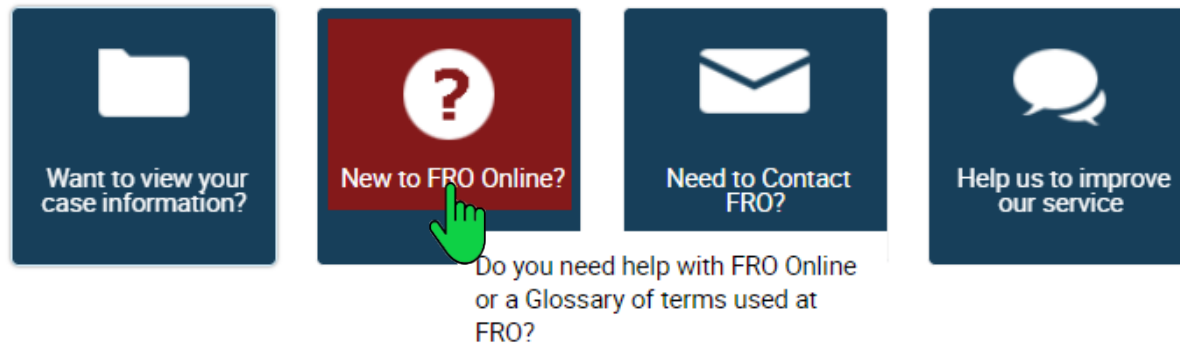 Want to view your
case information?
?
New to FRO Online?
Need to Contact
FRO?
Help us to improve
our service
Do you need help with FRO Online
or a Glossary of terms used at
FRO?